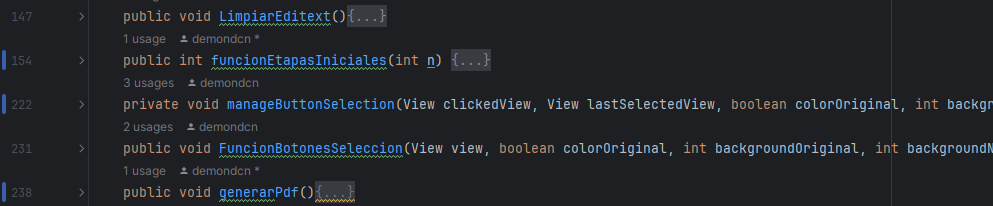 147 public void LimpiarEditext(){...}
1 usage demondcn *
154 public int funcionEtapasIniciales(int n) {...}
3 usages demondcn
222 private void manageButtonSelection(View clickedView, View lastSelectedView, boolean colorOriginal, int backgr
2 usages demondcn
231 public void FuncionBotonesSeleccion(View view, boolean colorOriginal, int backgroundOriginal, int backgroundN
1 usage demondcn *
238 public void generarPdf(){...}